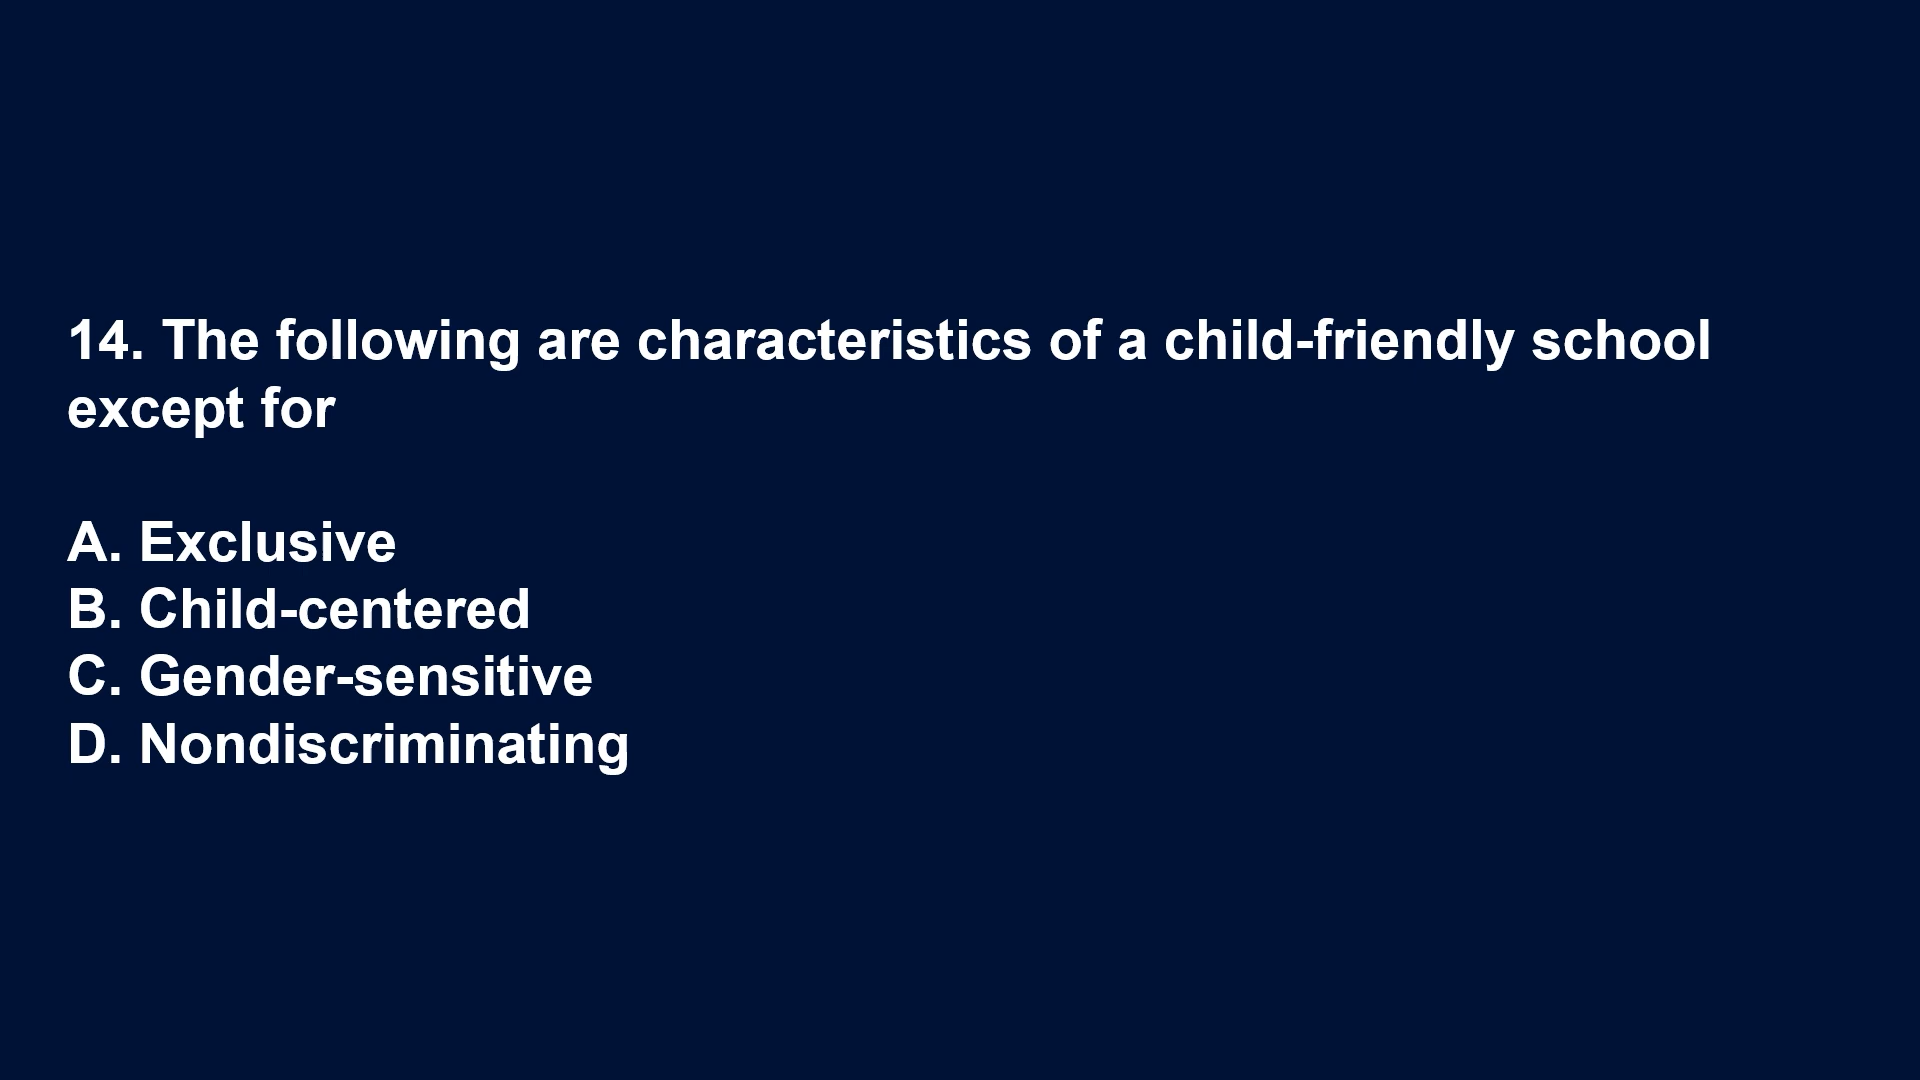 14. The following are characteristics of a child-friendly school
except for
A. Exclusive
B. Child-centered
C. Gender-sensitive
D. Nondiscriminating